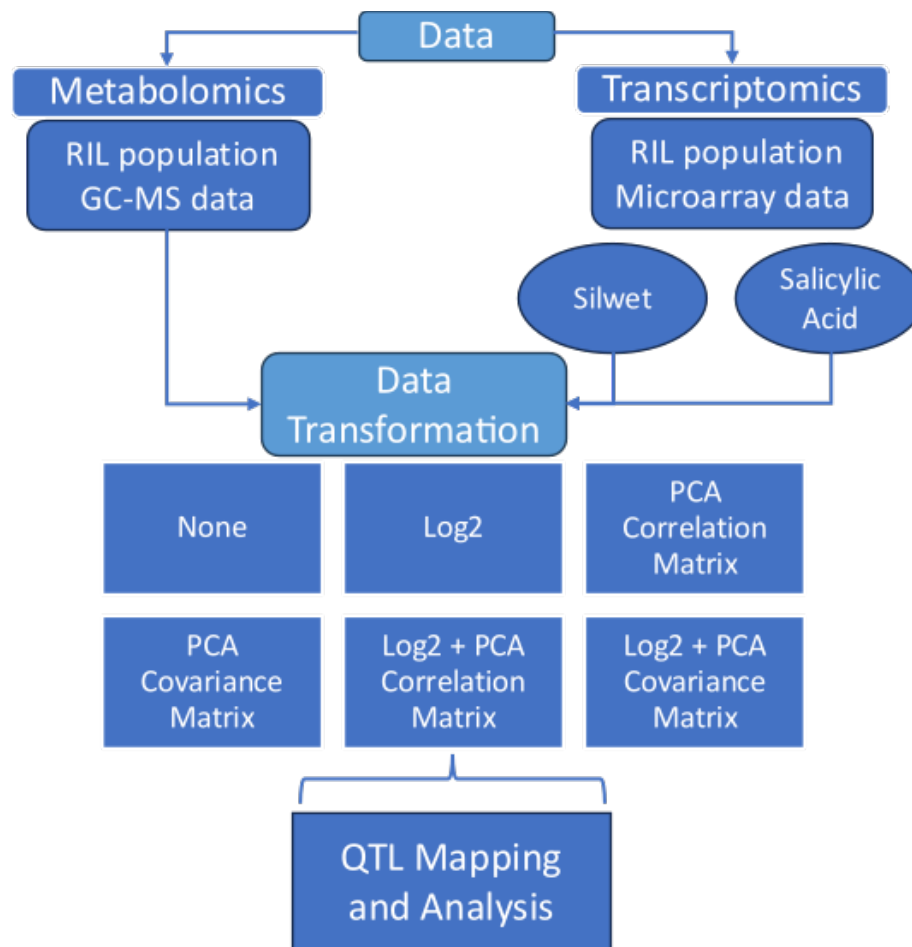 Data
Metabolomics
Transcriptomics
RIL population
GC-MS data
RIL population
Microarray data
Silwet
Salicylic
Acid
Data
Transformation
None
Log2
PCA
Correlation
Matrix
PCA
Covariance
Matrix
Log2 + PCA
Correlation
Matrix
Log2 + PCA
Covariance
Matrix
QTL Mapping
and Analysis